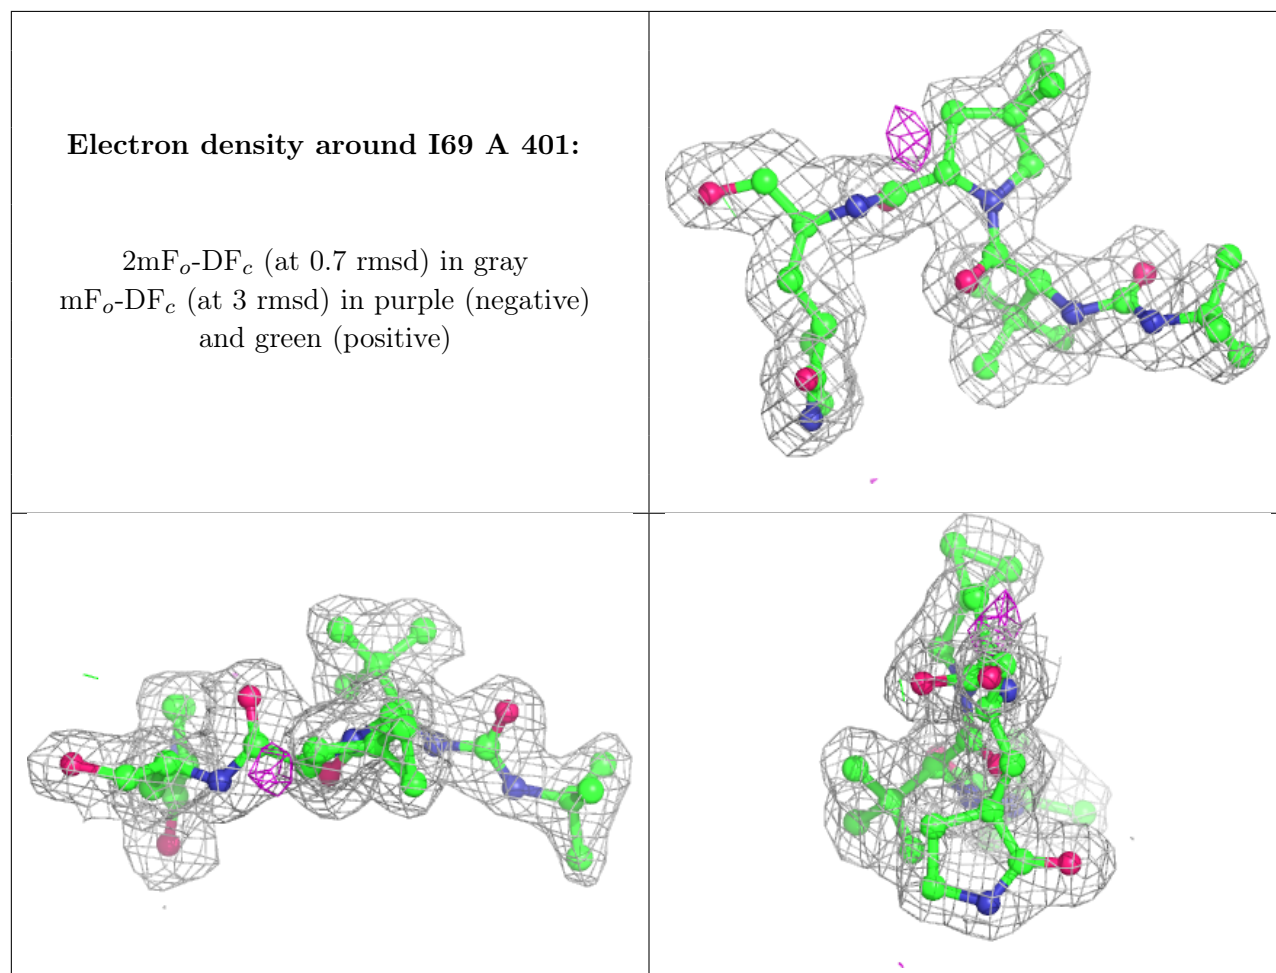 Electron density around I69 A 401:
2mFo-DFc (at 0.7 rmsd) in gray
mFo-DFc (at 3 rmsd) in purple (negative)
and green (positive)